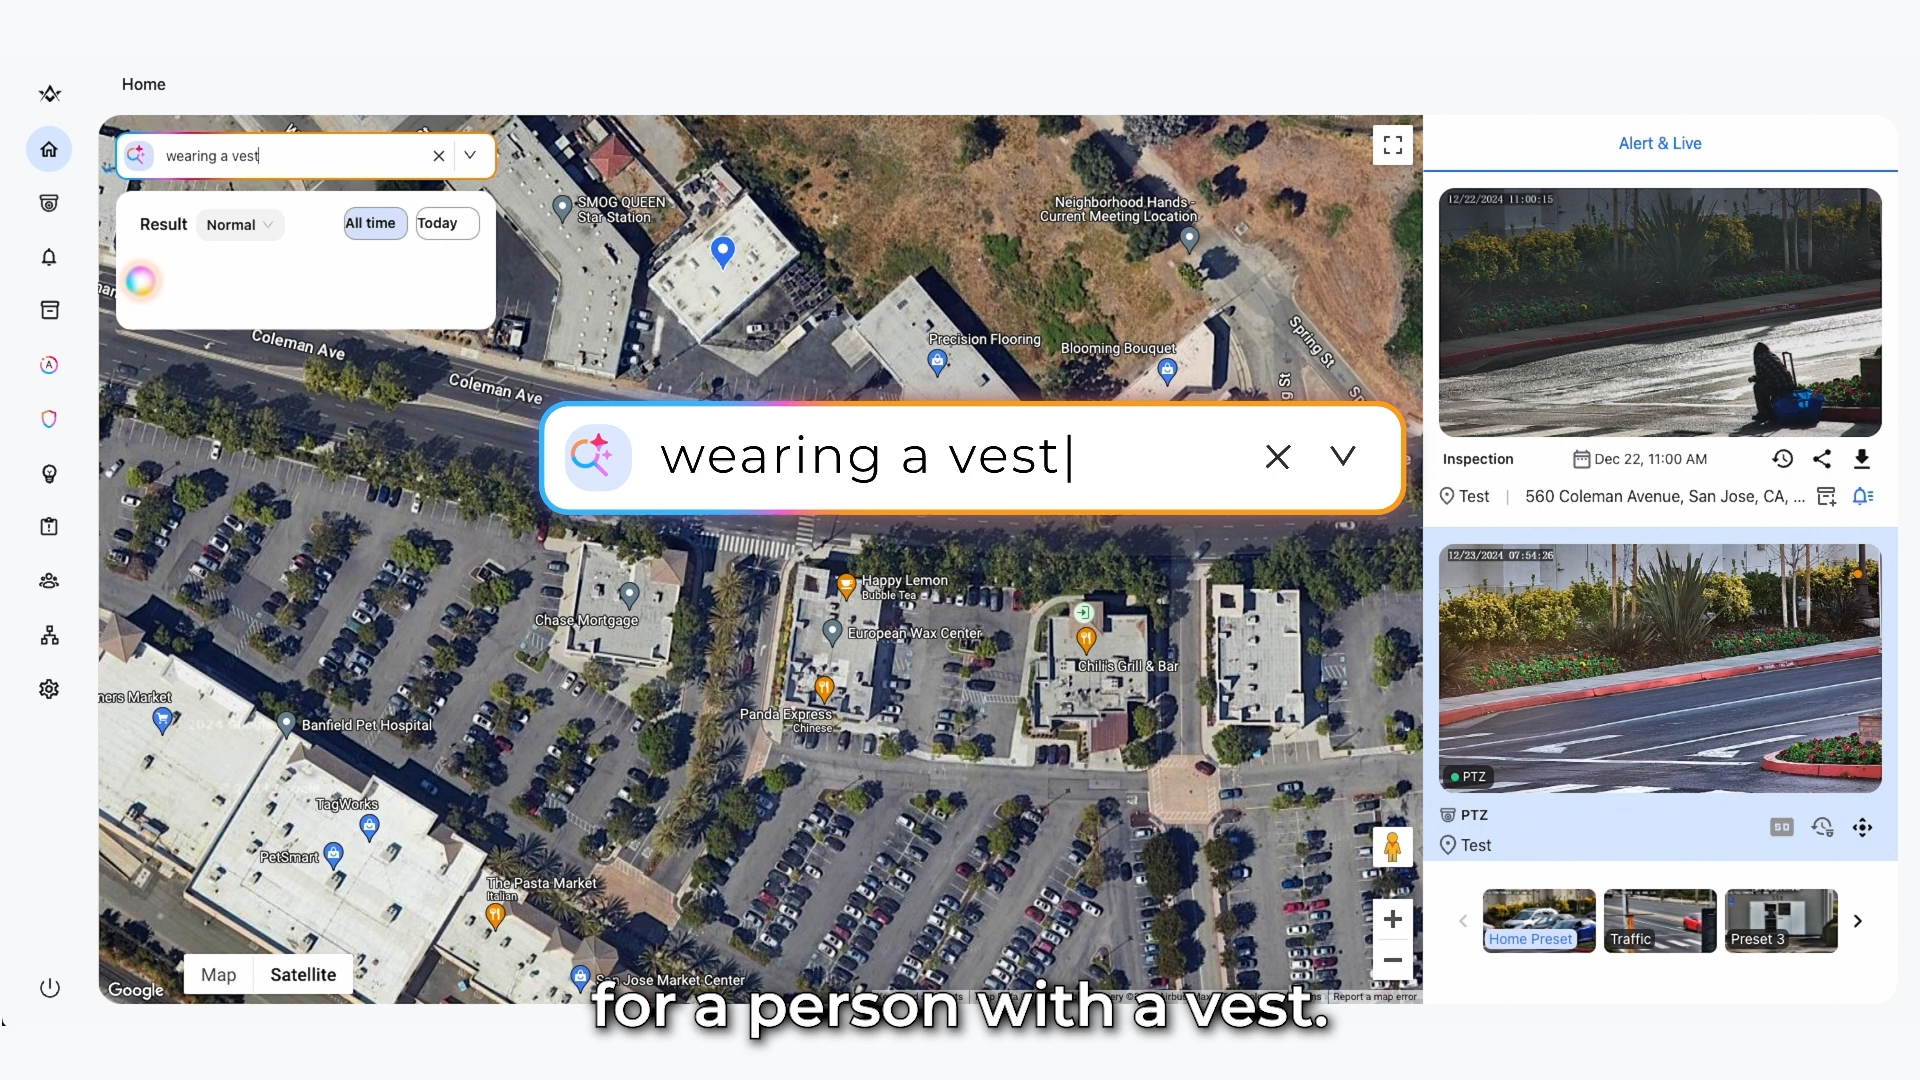 Home
wearing a vest
Result
Normal
All time
Today
SMOG QUEEN
Star Station
Neighborhood Hands -
Current Meeting Location
Precision Flooring
Blooming Bouquet
Spring St
Coleman Ave
Coleman Ave
wearing a vest
Happy Lemon
Bubble Tea
Chase Mortgage
European Wax Center
Chili's Grill & Bar
Panda Express
Chinese
ners Market
Banfield Pet Hospital
TagWorks
PetSmart
The Pasta Market
Italian
San Jose Market Center
Map
Satellite
Google
Report a map error
for a person with a vest.
Alert & Live
12/22/2024 11:00:15
Inspection
Dec 22, 11:00 AM
Test | 560 Coleman Avenue, San Jose, CA, ...
12/23/2024 07:54:26
PTZ
PTZ
SD
Test
Home Preset
Traffic
Preset 3